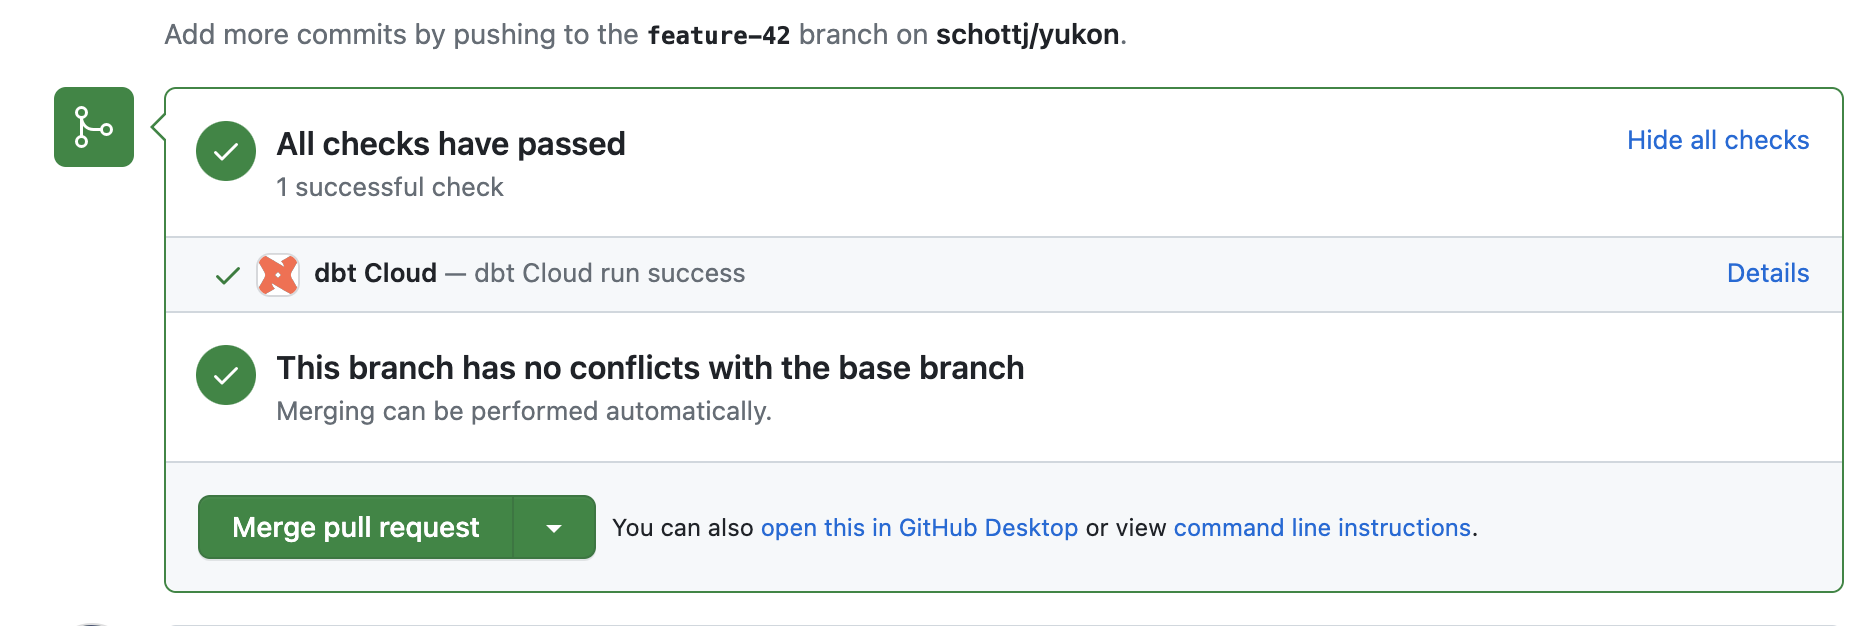 Add more commits by pushing to the feature-42 branch on schottj/yukon.
All checks have passed
Hide all checks
1 successful check
dbt Cloud — dbt Cloud run success
Details
This branch has no conflicts with the base branch
Merging can be performed automatically.
Merge pull request
You can also open this in GitHub Desktop or view command line instructions.